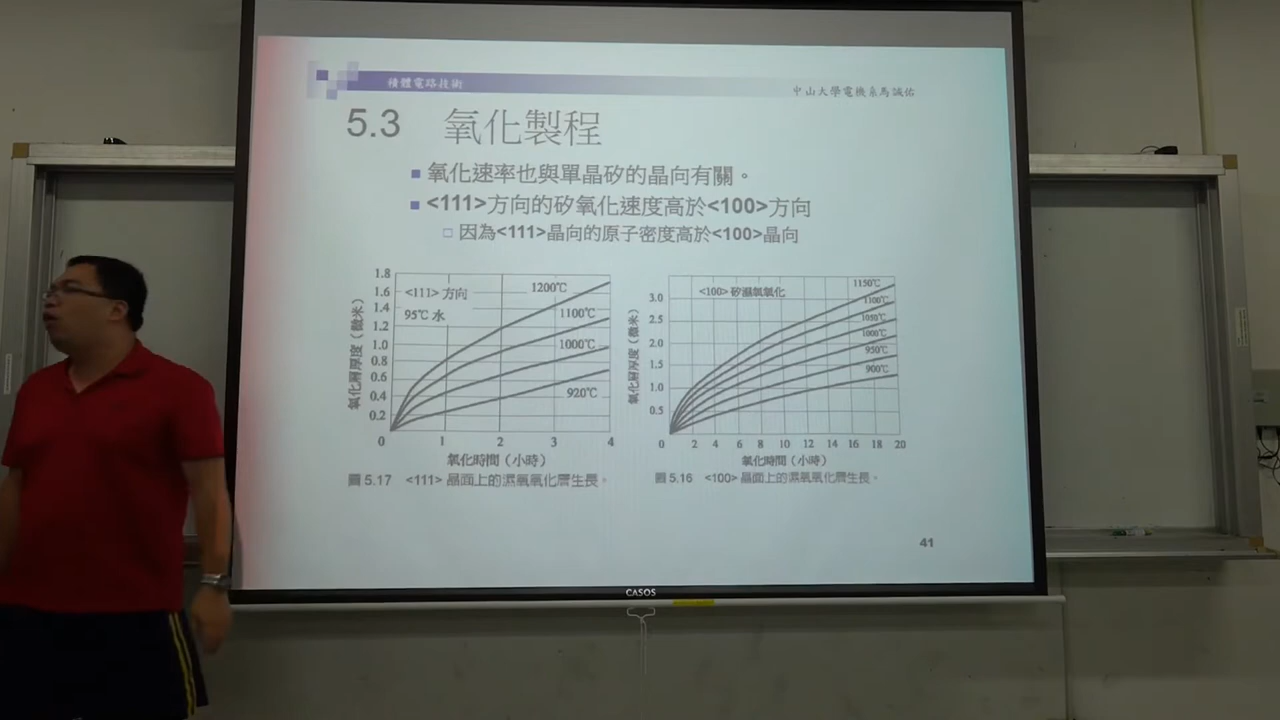 積體電路技術
中山大學電機系馬誠佑
5.3 氧化製程
■ 氧化速率也與單晶矽的晶向有關。
■ <111>方向的矽氧化速度高於<100>方向
□ 因為<111>晶向的原子密度高於<100>晶向
氧化層厚度（微米）
1.8
1.6
1.4
1.2
1.0
0.8
0.6
0.4
0.2
0 1 2 3 4
<111> 方向
95℃ 水
1200℃
1100℃
1000℃
920℃
氧化時間（小時）
圖 5.17 <111> 晶面上的濕氧氧化層生長。
氧化層厚度（微米）
3.0
2.5
2.0
1.5
1.0
0.5
0 2 4 6 8 10 12 14 16 18 20
<100> 矽濕氧氧化
1150℃
1100℃
1050℃
1000℃
950℃
900℃
氧化時間（小時）
圖 5.16 <100> 晶面上的濕氧氧化層生長。
41
CASOS